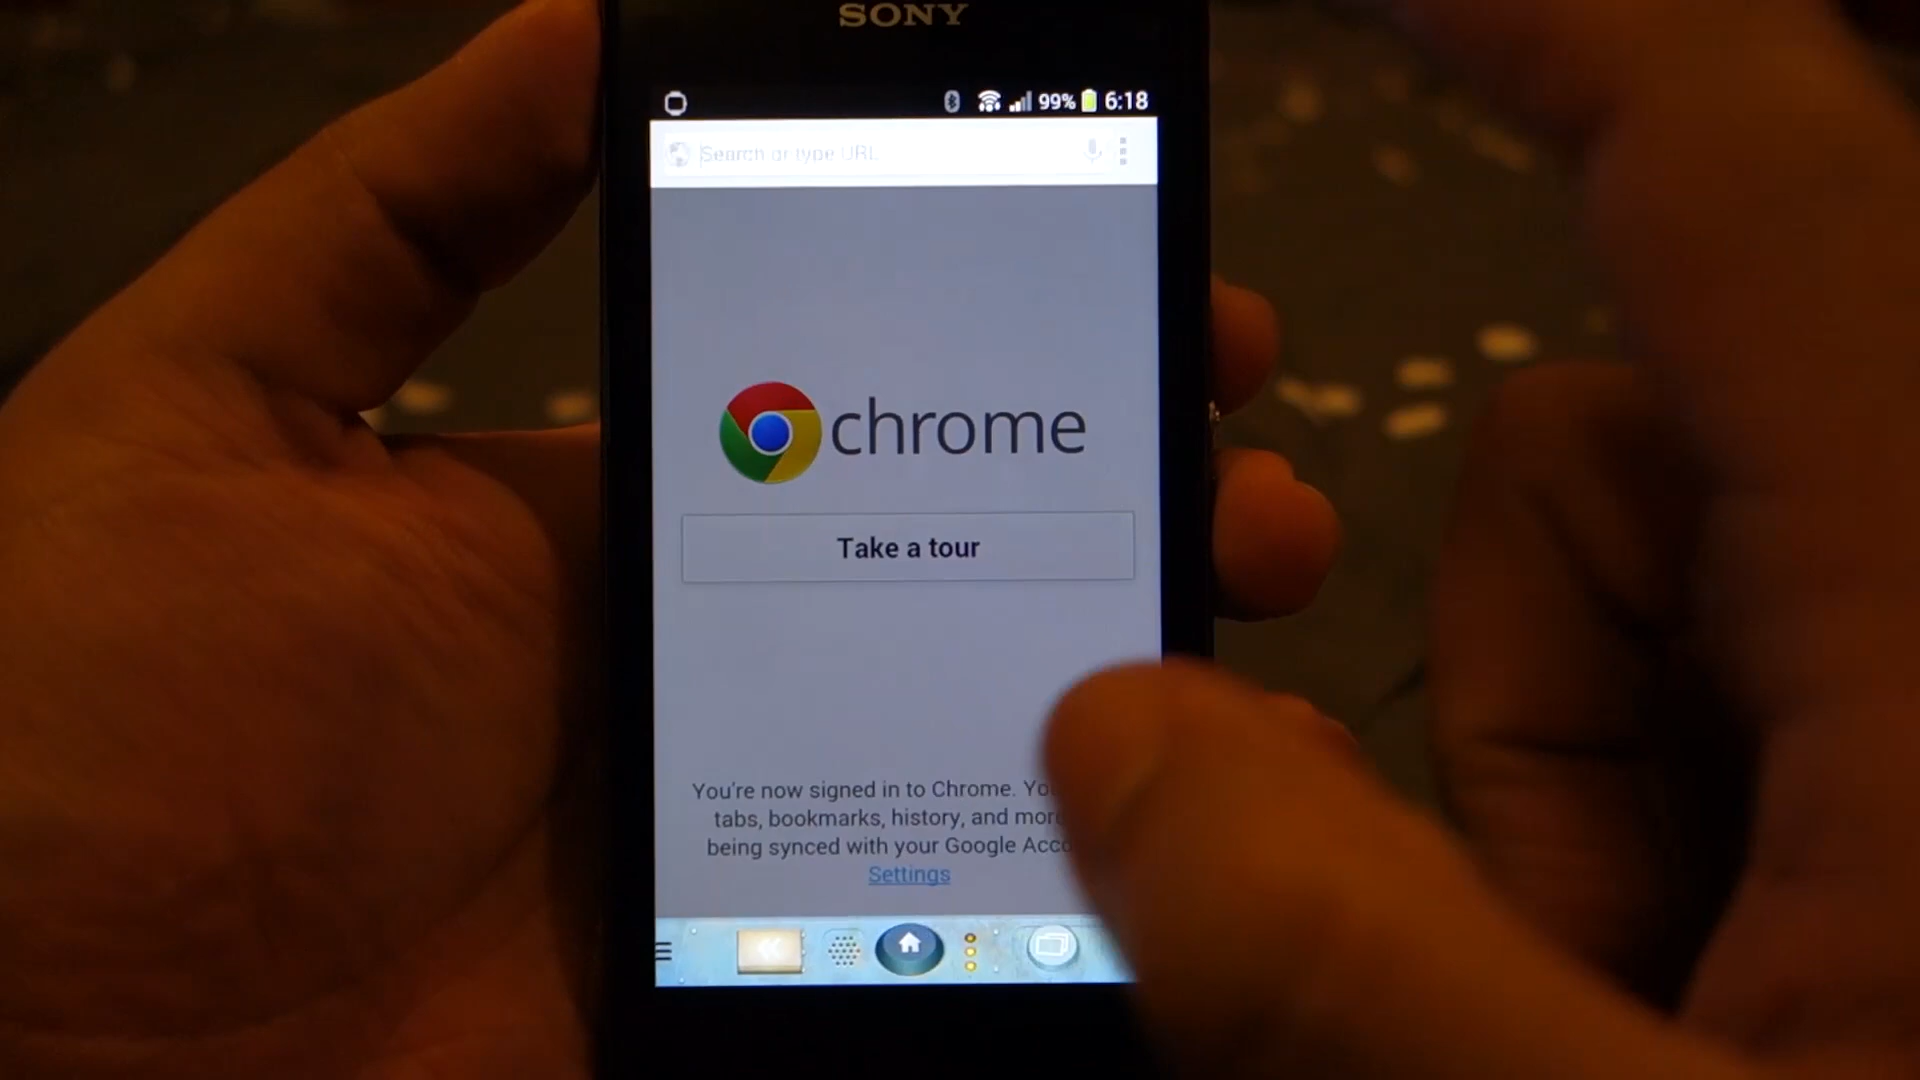 SONY
99% 6:18
Search or type URL
chrome
Take a tour
You're now signed in to Chrome.
tabs, bookmarks, history, and more
being synced with your Google
Settings